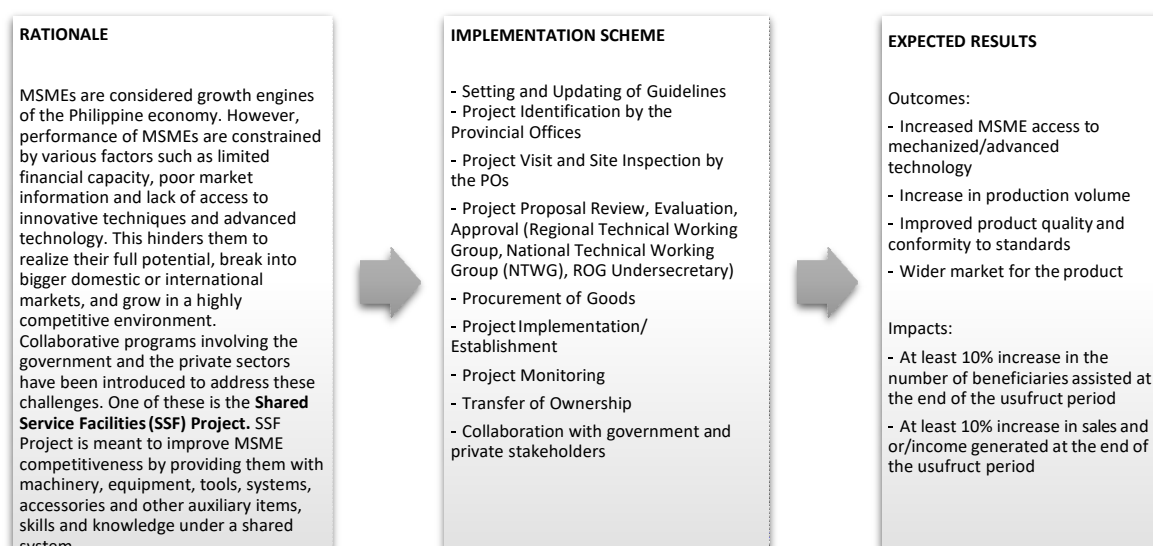 RATIONALE
MSMEs are considered growth engines
of the Philippine economy. However,
performance of MSMEs are constrained
by various factors such as limited
financial capacity, poor market
information and lack of access to
innovative techniques and advanced
technology. This hinders them to
realize their full potential, break into
bigger domestic or international
markets, and grow in a highly
competitive environment.
Collaborative programs involving the
government and the private sectors
have been introduced to address these
challenges. One of these is the Shared
Service Facilities (SSF) Project. SSF
Project is meant to improve MSME
competitiveness by providing them with
machinery, equipment, tools, systems,
accessories and other auxiliary items,
skills and knowledge under a shared
system
IMPLEMENTATION SCHEME
- Setting and Updating of Guidelines
- Project Identification by the
Provincial Offices
- Project Visit and Site Inspection by
the POs
- Project Proposal Review, Evaluation,
Approval (Regional Technical Working
Group, National Technical Working
Group (NTWG), ROG Undersecretary)
- Procurement of Goods
- Project Implementation/
Establishment
- Project Monitoring
- Transfer of Ownership
- Collaboration with government and
private stakeholders
EXPECTED RESULTS
Outcomes:
- Increased MSME access to
mechanized/advanced
technology
- Increase in production volume
- Improved product quality and
conformity to standards
- Wider market for the product
Impacts:
- At least 10% increase in the
number of beneficiaries assisted at
the end of the usufruct period
- At least 10% increase in sales and
or/income generated at the end of
the usufruct period